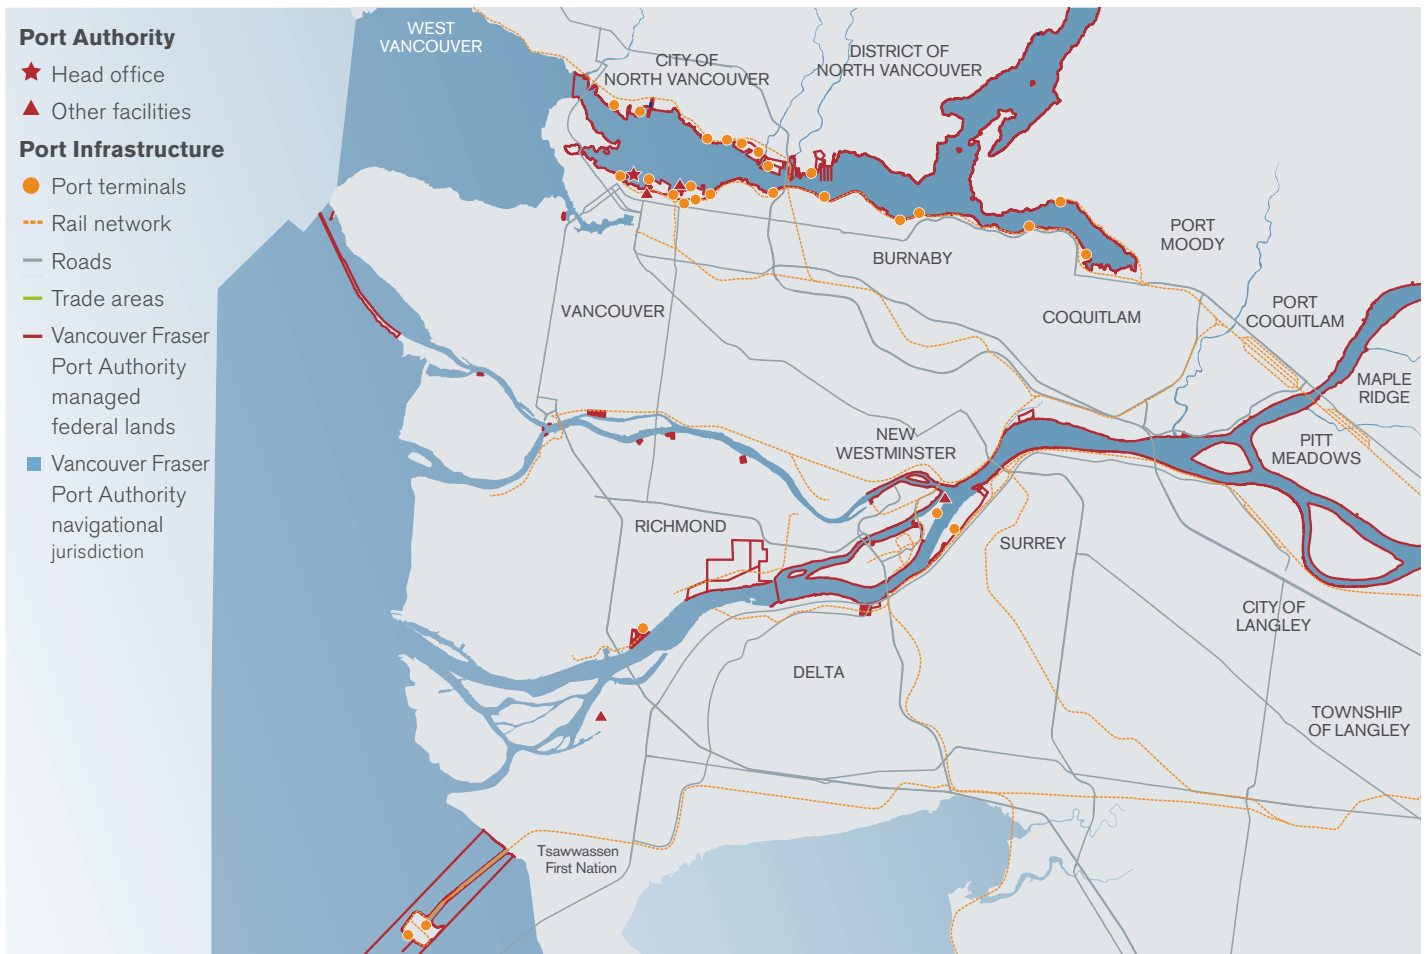 Port Authority
Head office
Other facilities
Port Infrastructure
Port terminals
Rail network
Roads
Trade areas
Vancouver Fraser
Port Authority
managed
federal lands
Vancouver Fraser
Port Authority
navigational
jurisdiction
WEST
VANCOUVER
CITY OF
NORTH VANCOUVER
DISTRICT OF
NORTH VANCOUVER
PORT
MOODY
BURNABY
VANCOUVER
COQUITLAM
PORT
COQUITLAM
MAPLE
RIDGE
PITT
MEADOWS
NEW
WESTMINSTER
RICHMOND
SURREY
CITY OF
LANGLEY
DELTA
TOWNSHIP
OF LANGLEY
Tsawwassen
First Nation